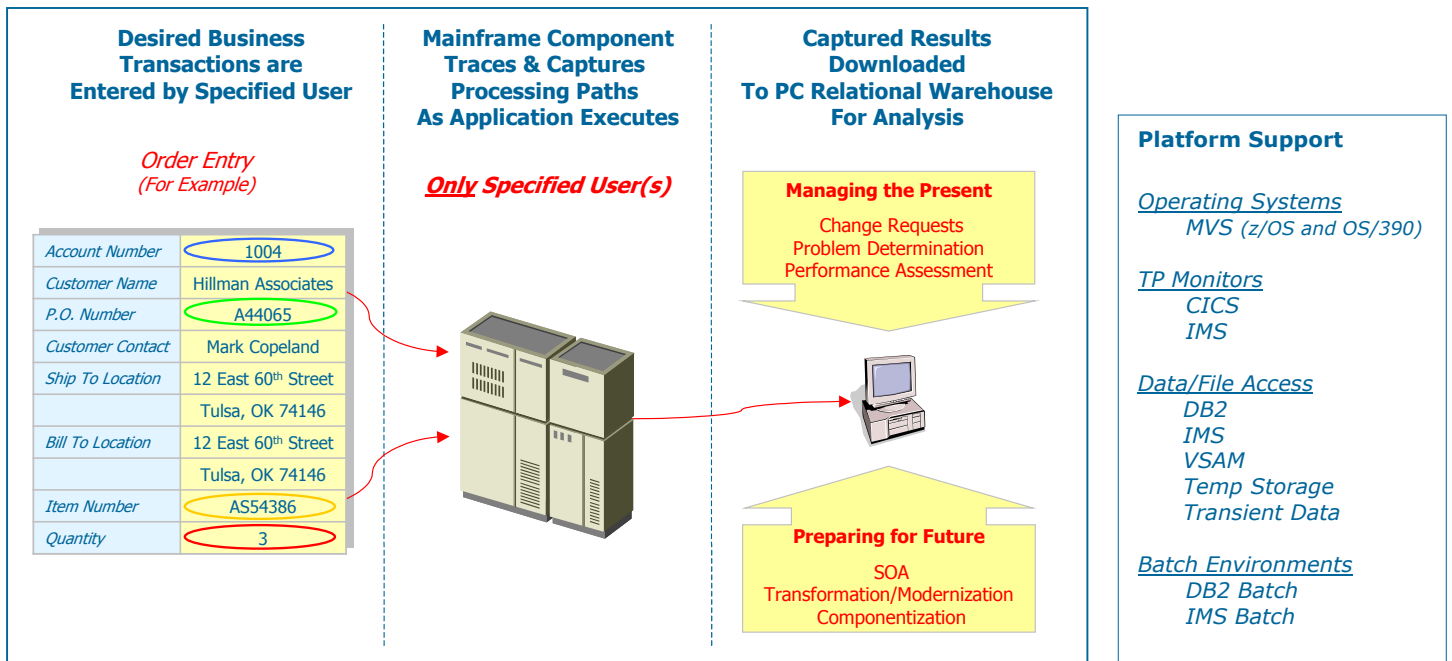 Desired Business
Transactions are
Entered by Specified User
Order Entry
(For Example)
Account Number 1004
Customer Name Hillman Associates
P.O. Number A44065
Customer Contact Mark Copeland
Ship To Location 12 East 60th Street
Tulsa, OK 74146
Bill To Location 12 East 60th Street
Tulsa, OK 74146
Item Number AS54386
Quantity 3
Mainframe Component
Traces & Captures
Processing Paths
As Application Executes
Only Specified User(s)
Captured Results
Downloaded
To PC Relational Warehouse
For Analysis
Managing the Present
Change Requests
Problem Determination
Performance Assessment
Preparing for Future
SOA
Transformation/Modernization
Componentization
Platform Support
Operating Systems
MVS (z/OS and OS/390)
TP Monitors
CICS
IMS
Data/File Access
DB2
IMS
VSAM
Temp Storage
Transient Data
Batch Environments
DB2 Batch
IMS Batch